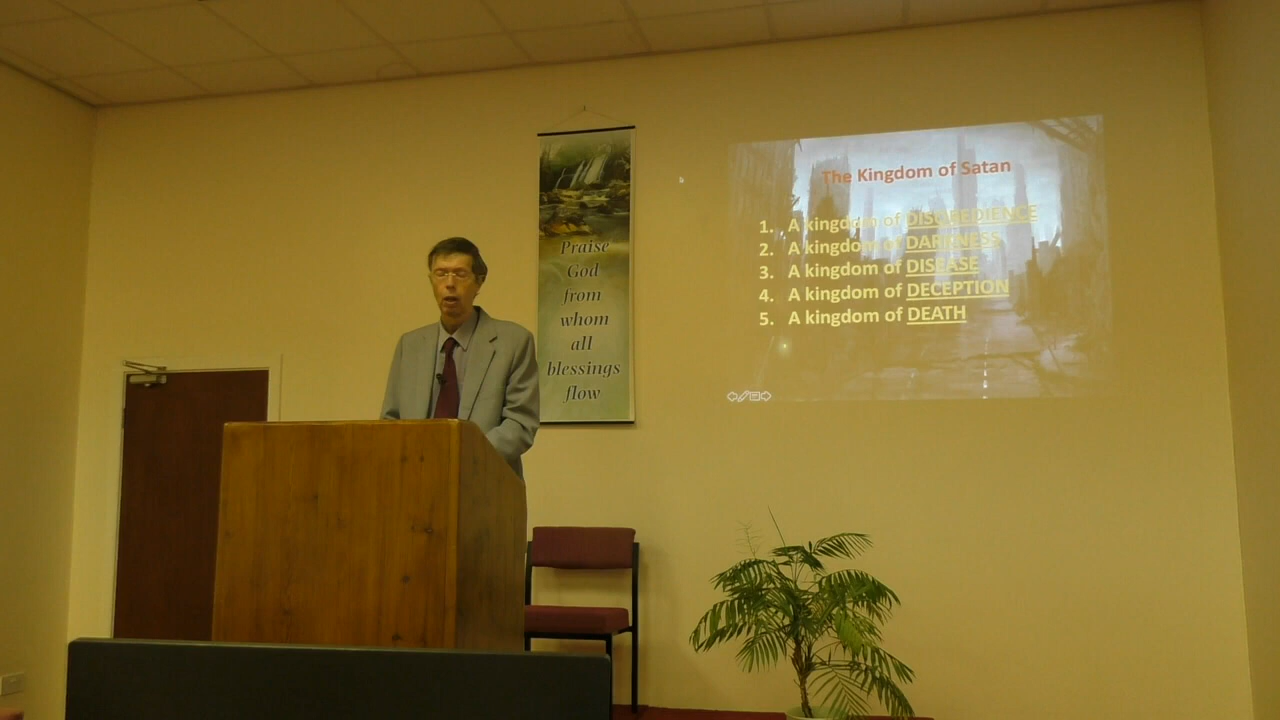 Praise
God
from
whom
all
blessings
flow
The Kingdom of Satan
1. A kingdom of DISOBEDIENCE
2. A kingdom of DARKNESS
3. A kingdom of DISEASE
4. A kingdom of DECEPTION
5. A kingdom of DEATH